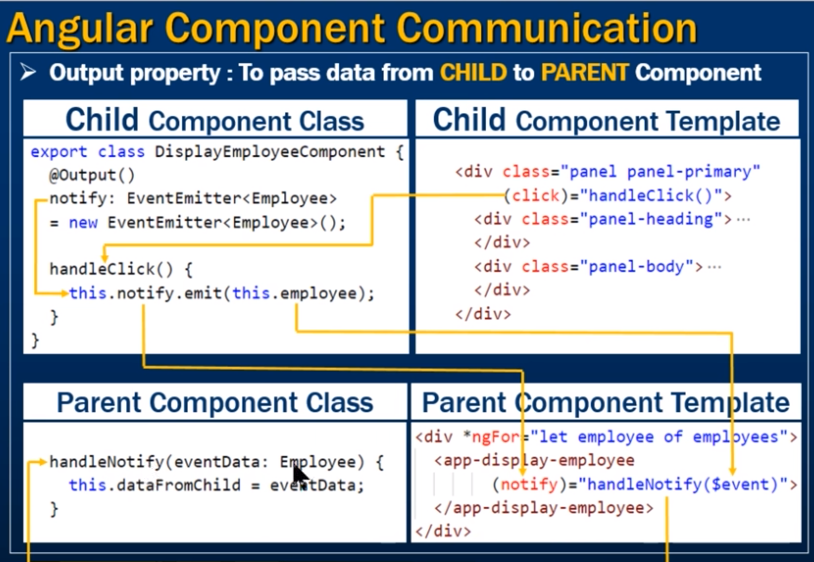 Angular Component Communication
➢ Output property : To pass data from CHILD to PARENT Component
Child Component Class
export class DisplayEmployeeComponent {
@Output()
notify: EventEmitter<Employee>
= new EventEmitter<Employee>();
handleClick() {
this.notify.emit(this.employee);
}
}
Child Component Template
<div class="panel panel-primary"
(click)="handleClick()">
<div class="panel-heading">...
</div>
<div class="panel-body">...
</div>
</div>
Parent Component Class
handleNotify(eventData: Employee) {
this.dataFromChild = eventData;
}
Parent Component Template
<div *ngFor="let employee of employees">
<app-display-employee
(notify)="handleNotify($event)">
</app-display-employee>
</div>